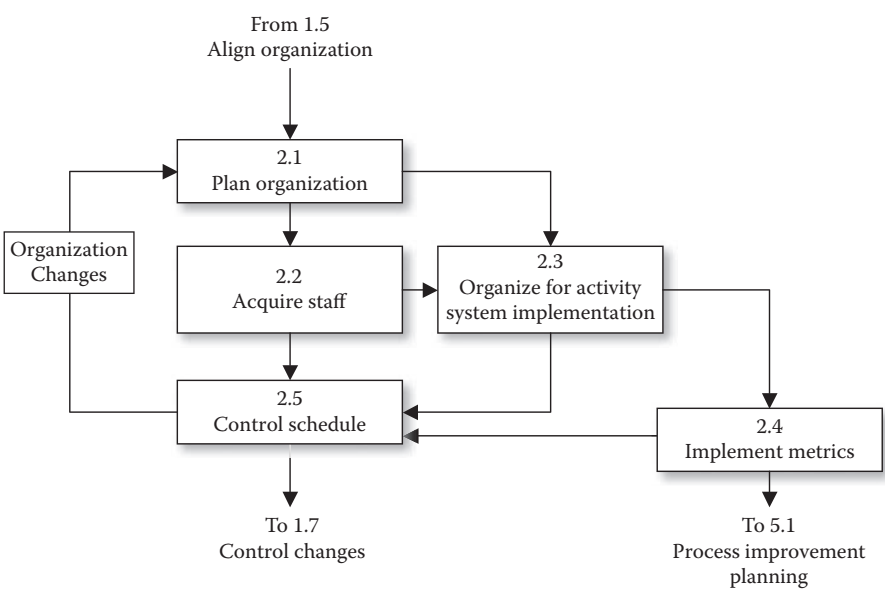 From 1.5
Align organization
2.1
Plan organization
Organization
Changes
2.2
Acquire staff
2.3
Organize for activity
system implementation
2.5
Control schedule
2.4
Implement metrics
To 1.7
Control changes
To 5.1
Process improvement
planning